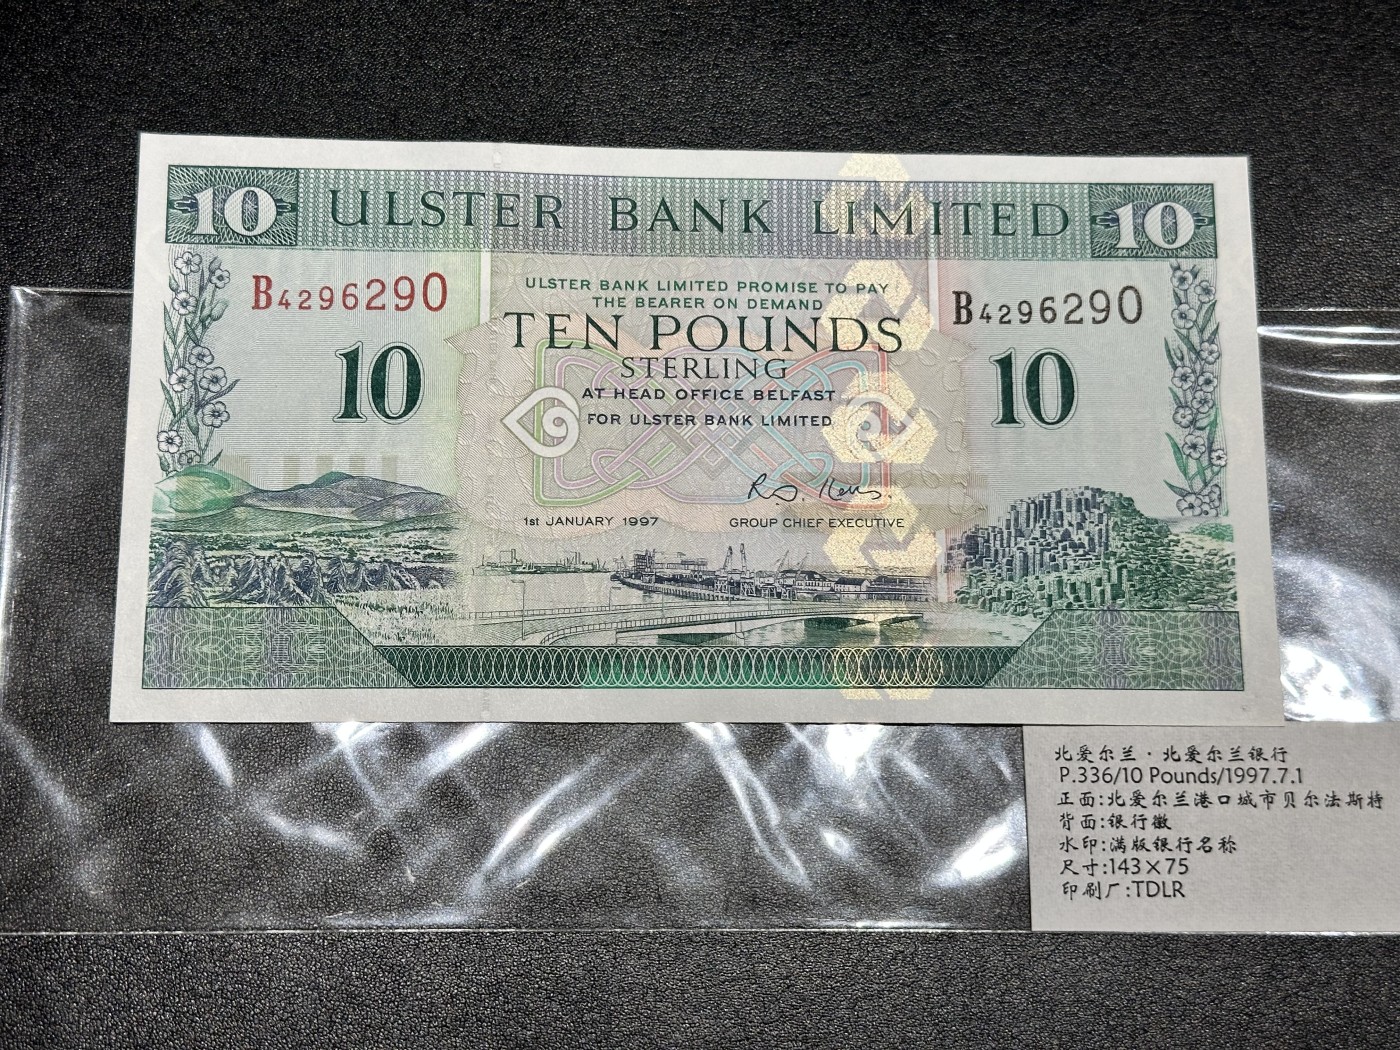 10 ULSTER BANK LIMITED 10
B4296290
ULSTER BANK LIMITED PROMISE TO PAY
THE BEARER ON DEMAND
B4296290
TEN POUNDS
STERLING
10
10
AT HEAD OFFICE BELFAST
FOR ULSTER BANK LIMITED
1st JANUARY 1997
GROUP CHIEF EXECUTIVE
北爱尔兰·北爱尔兰银行
P.336/10 Pounds/1997.7.1
正面:北爱尔兰港口城市贝尔法斯特
背面:银行徽
水印:满版银行名称
尺寸:143×75
印刷厂:TDLR